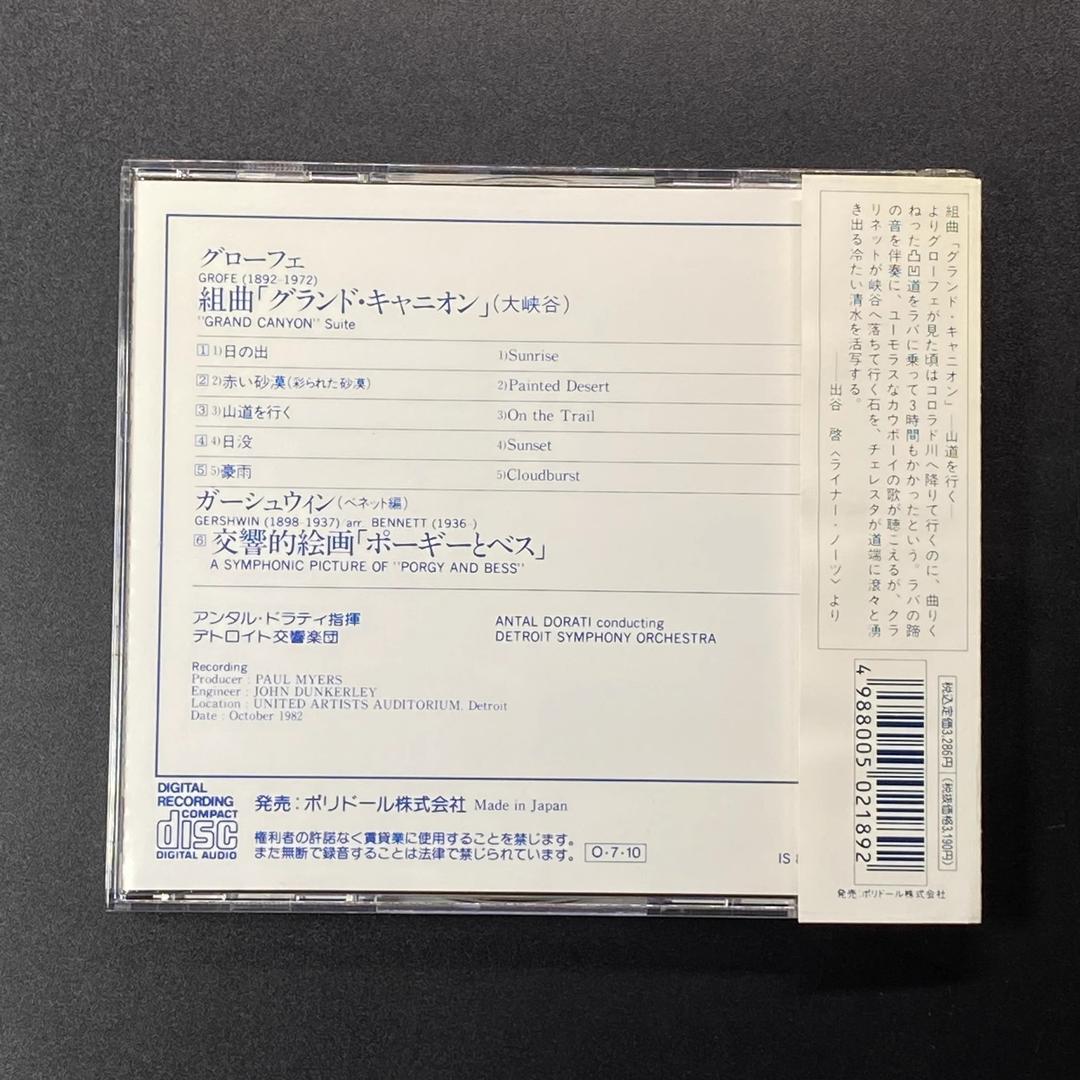 グローフェ
GROFE (1892-1972)
組曲「グランド・キャニオン」(大峡谷)
"GRAND CANYON" Suite
1 1)日の出 1)Sunrise
2 2)赤い砂漠(彩られた砂漠) 2)Painted Desert
3 3)山道を行く 3)On the Trail
4 4)日没 4)Sunset
5 5)豪雨 5)Cloudburst
ガーシュウィン(ベネット編)
GERSHWIN (1898-1937) arr. BENNETT (1936-)
6 交響的絵画「ポーギーとベス」
A SYMPHONIC PICTURE OF "PORGY AND BESS"
アンタル・ドラティ指揮 ANTAL DORATI conducting
デトロイト交響楽団 DETROIT SYMPHONY ORCHESTRA
Recording
Producer : PAUL MYERS
Engineer : JOHN DUNKERLEY
Location : UNITED ARTISTS AUDITORIUM, Detroit
Date : October 1982
DIGITAL
RECORDING
COMPACT
disc
DIGITAL AUDIO
発売：ポリドール株式会社 Made in Japan
権利者の許諾なく賃貸業に使用することを禁じます。
また無断で録音することは法律で禁じられています。 O・7・10
IS
組曲「グランド・キャニオン」——山道を行く——
よりグローフェが見た頃はコロラド川へ降りて行くのに、曲りく
ねった凸凹道をラバに乗って3時間もかかったという。ラバの蹄
の音を伴奏に、ユーモラスなカウボーイの歌が聴こえるが、クラ
リネットが峡谷へ落ちて行く石を、チェレスタが道端に滾々と湧
き出る冷たい清水を活写する。
——出谷 啓〈ライナー・ノーツ〉より
4 988005 021892
税込定価3,286円(税抜価格3,190円)
発売：ポリドール株式会社